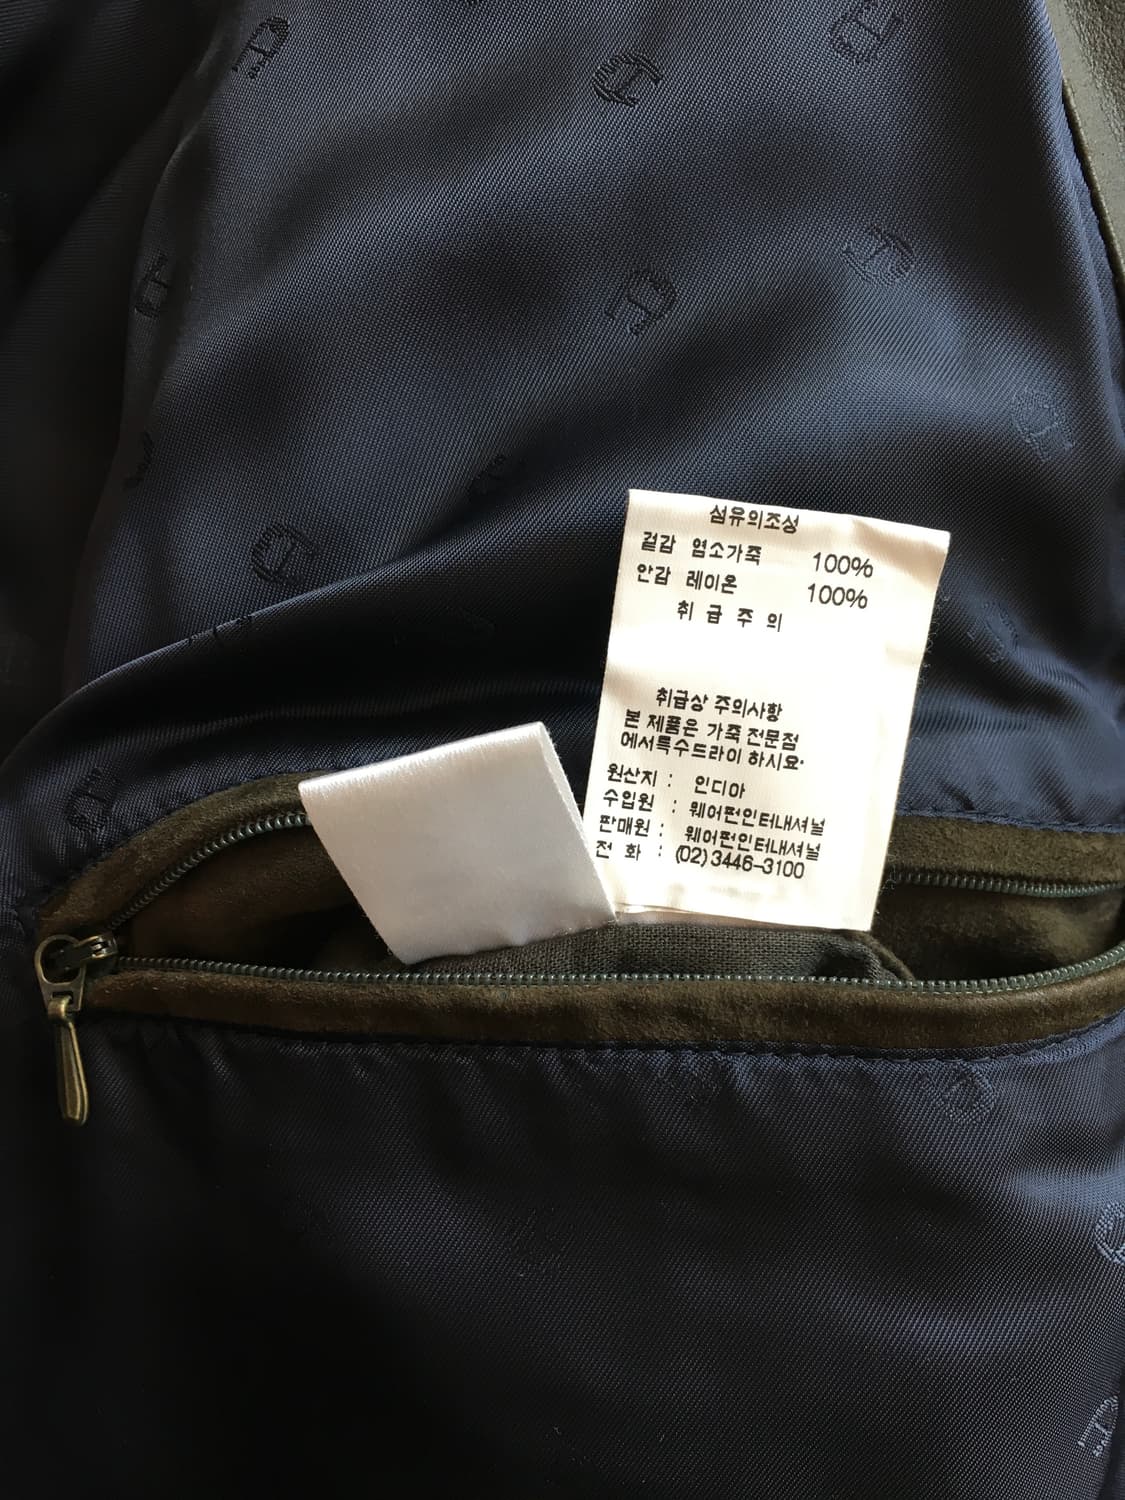 섬유의조성
겉감 염소가죽 100%
안감 레이온 100%
취 급 주 의
취급상 주의사항
본 제품은 가죽 전문점
에서특수드라이 하시요.
원산지 : 인디아
수입원 : 웨어펀인터내셔널
판매원 : 웨어펀인터내셔널
전 화 : (02)3446-3100